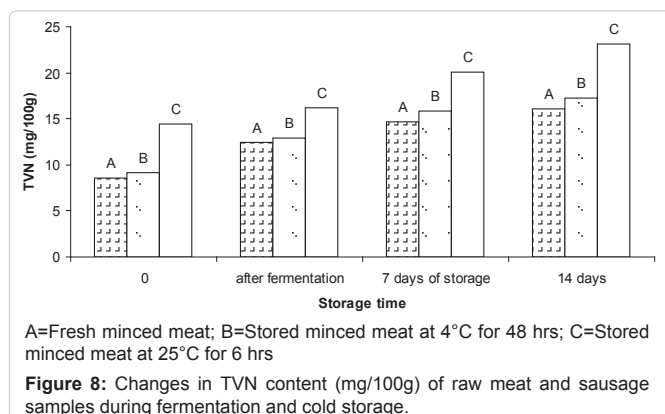 25
20
15
10
5
0
TVN (mg/100g)
A B C
A B C
A B C
A B C
0 after fermentation 7 days of storage 14 days
Storage time
A=Fresh minced meat; B=Stored minced meat at 4°C for 48 hrs; C=Stored
minced meat at 25°C for 6 hrs
Figure 8: Changes in TVN content (mg/100g) of raw meat and sausage
samples during fermentation and cold storage.